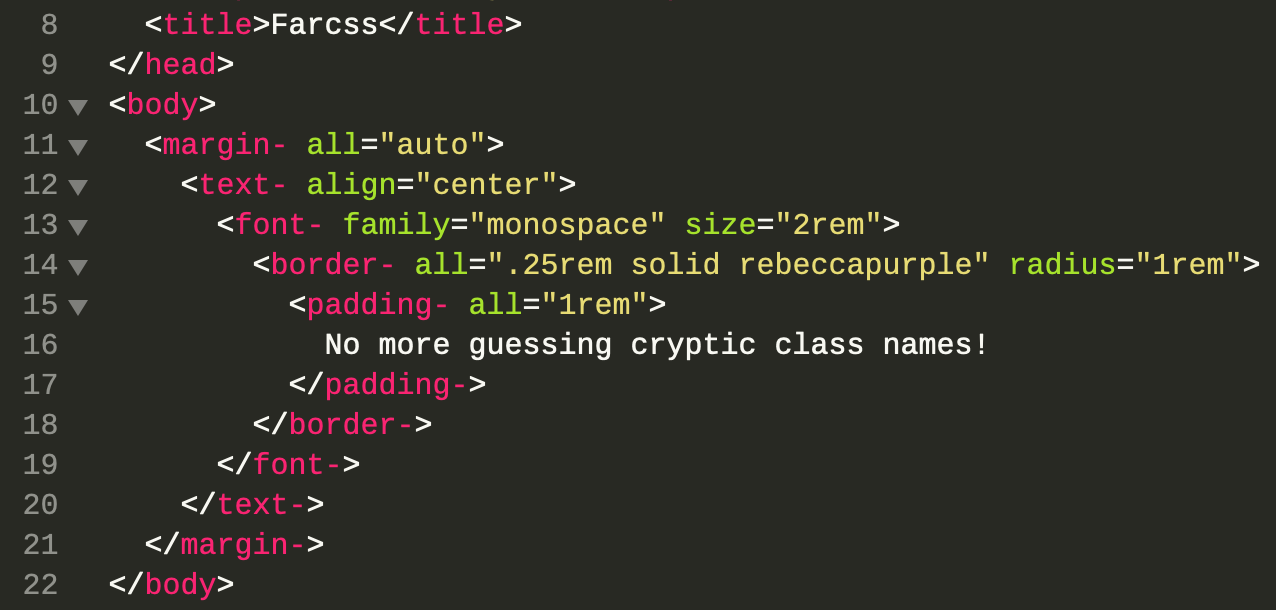 8 <title>Farcss</title>
9 </head>
10 <body>
11 <margin- all="auto">
12 <text- align="center">
13 <font- family="monospace" size="2rem">
14 <border- all=".25rem solid rebeccapurple" radius="1rem">
15 <padding- all="1rem">
16 No more guessing cryptic class names!
17 </padding->
18 </border->
19 </font->
20 </text->
21 </margin->
22 </body>